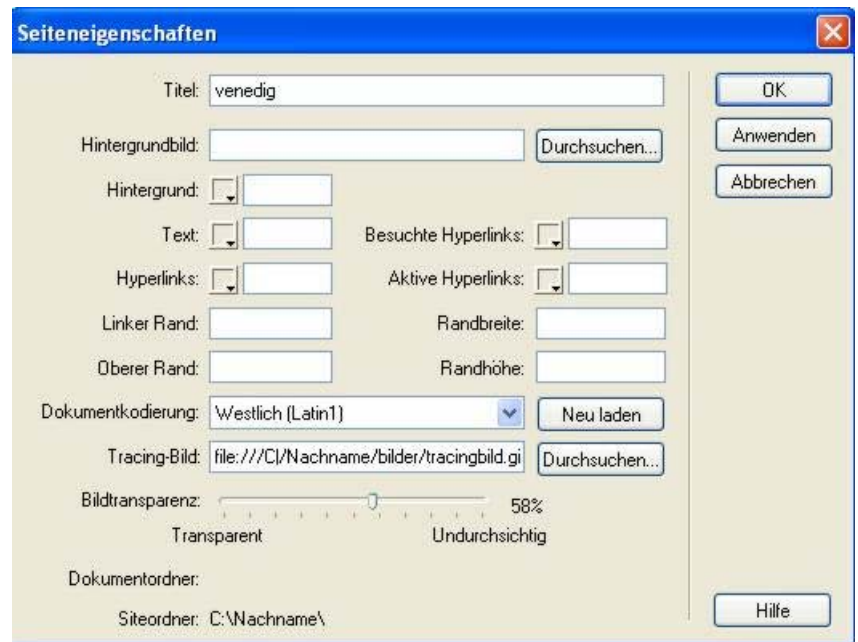 Seiteneigenschaften
Titel: venedig
OK
Hintergrundbild: Durchsuchen...
Anwenden
Hintergrund:
Abbrechen
Text: Besuchte Hyperlinks:
Hyperlinks: Aktive Hyperlinks:
Linker Rand: Randbreite:
Oberer Rand: Randhöhe:
Dokumentkodierung: Westlich (Latin1) Neu laden
Tracing-Bild: file:///C|/Nachname/bilder/tracingbild.gi Durchsuchen...
Bildtransparenz: 58%
Transparent Undurchsichtig
Dokumentordner:
Siteordner: C:\Nachname\
Hilfe